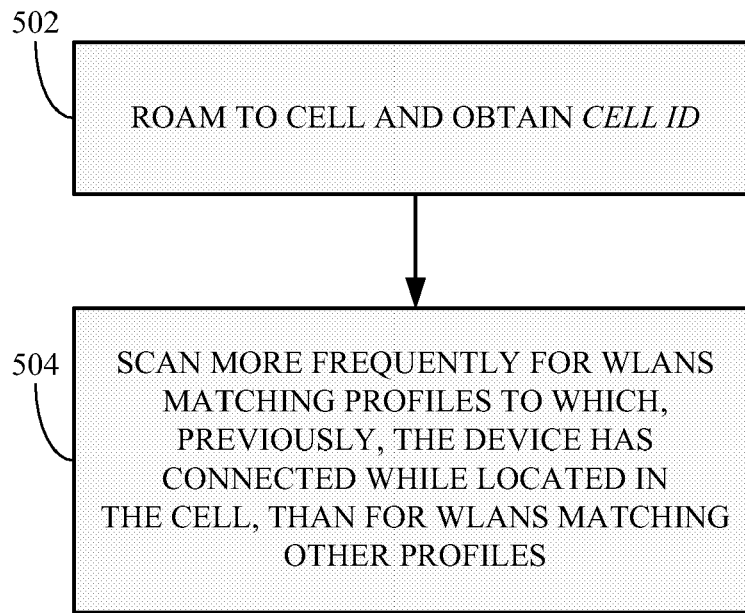 502
ROAM TO CELL AND OBTAIN CELL ID
504
SCAN MORE FREQUENTLY FOR WLANS
MATCHING PROFILES TO WHICH,
PREVIOUSLY, THE DEVICE HAS
CONNECTED WHILE LOCATED IN
THE CELL, THAN FOR WLANS MATCHING
OTHER PROFILES